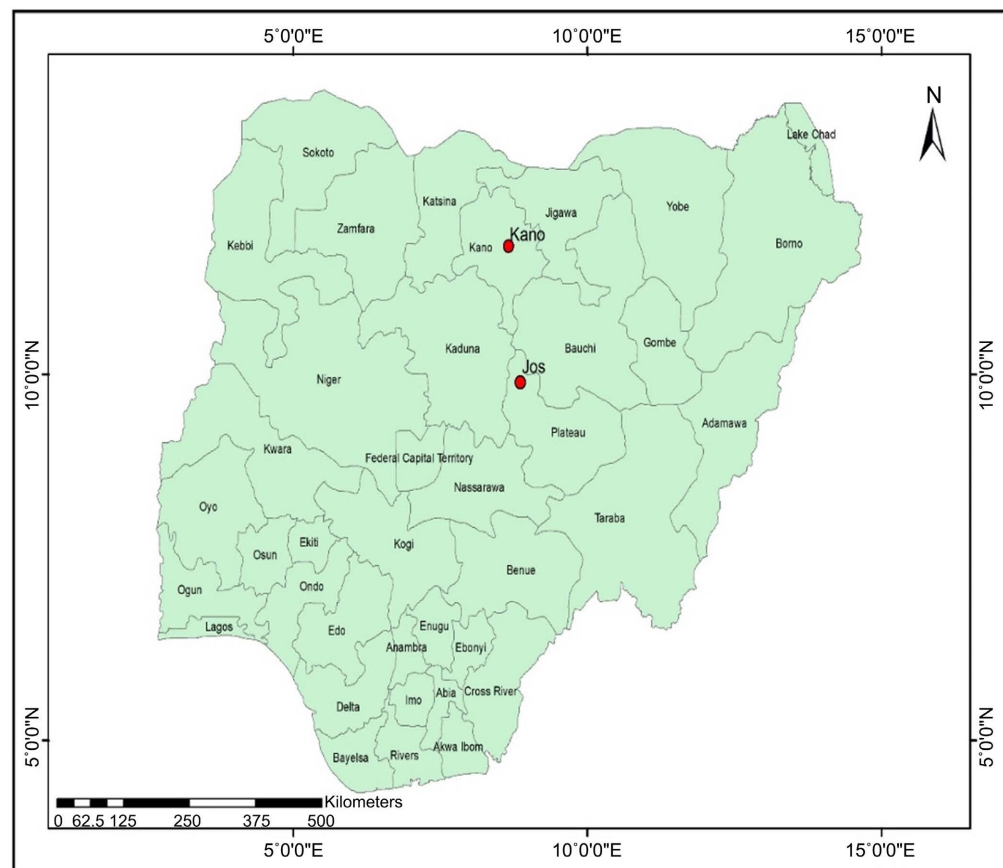 5°0'0"E
10°0'0"E
15°0'0"E
N
Lake Chad
Sokoto
Katsina
Zamfara
Kebbi
Jigawa
Yobe
Borno
Kano
Kano
Kaduna
Bauchi
Gombe
10°0'0"N
10°0'0"N
Niger
Jos
Adamawa
Plateau
Kwara
Federal Capital Territory
Nassarawa
Oyo
Taraba
Osun
Ekiti
Kogi
Benue
Ogun
Ondo
Lagos
Edo
Enugu
Anambra
Ebonyi
Delta
Imo
Abia
Cross River
5°0'0"N
5°0'0"N
Bayelsa
Rivers
Akwa Ibom
Kilometers
0 62.5 125 250 375 500
5°0'0"E
10°0'0"E
15°0'0"E